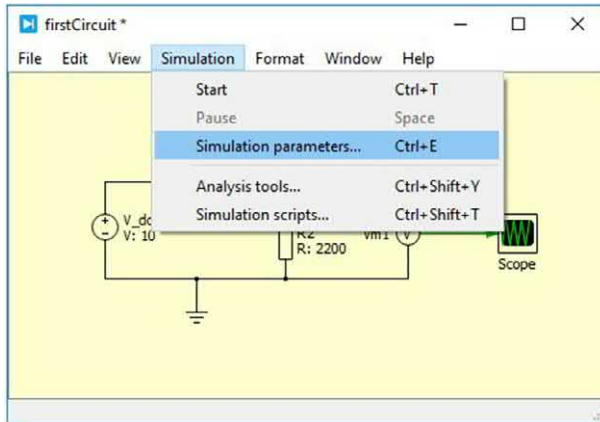 firstCircuit *
File Edit View Simulation Format Window Help
Start Ctrl+T
Pause Space
Simulation parameters... Ctrl+E
Analysis tools... Ctrl+Shift+Y
Simulation scripts... Ctrl+Shift+T
V_dc
V: 10
R2
R: 2200
Vm1
V
Scope